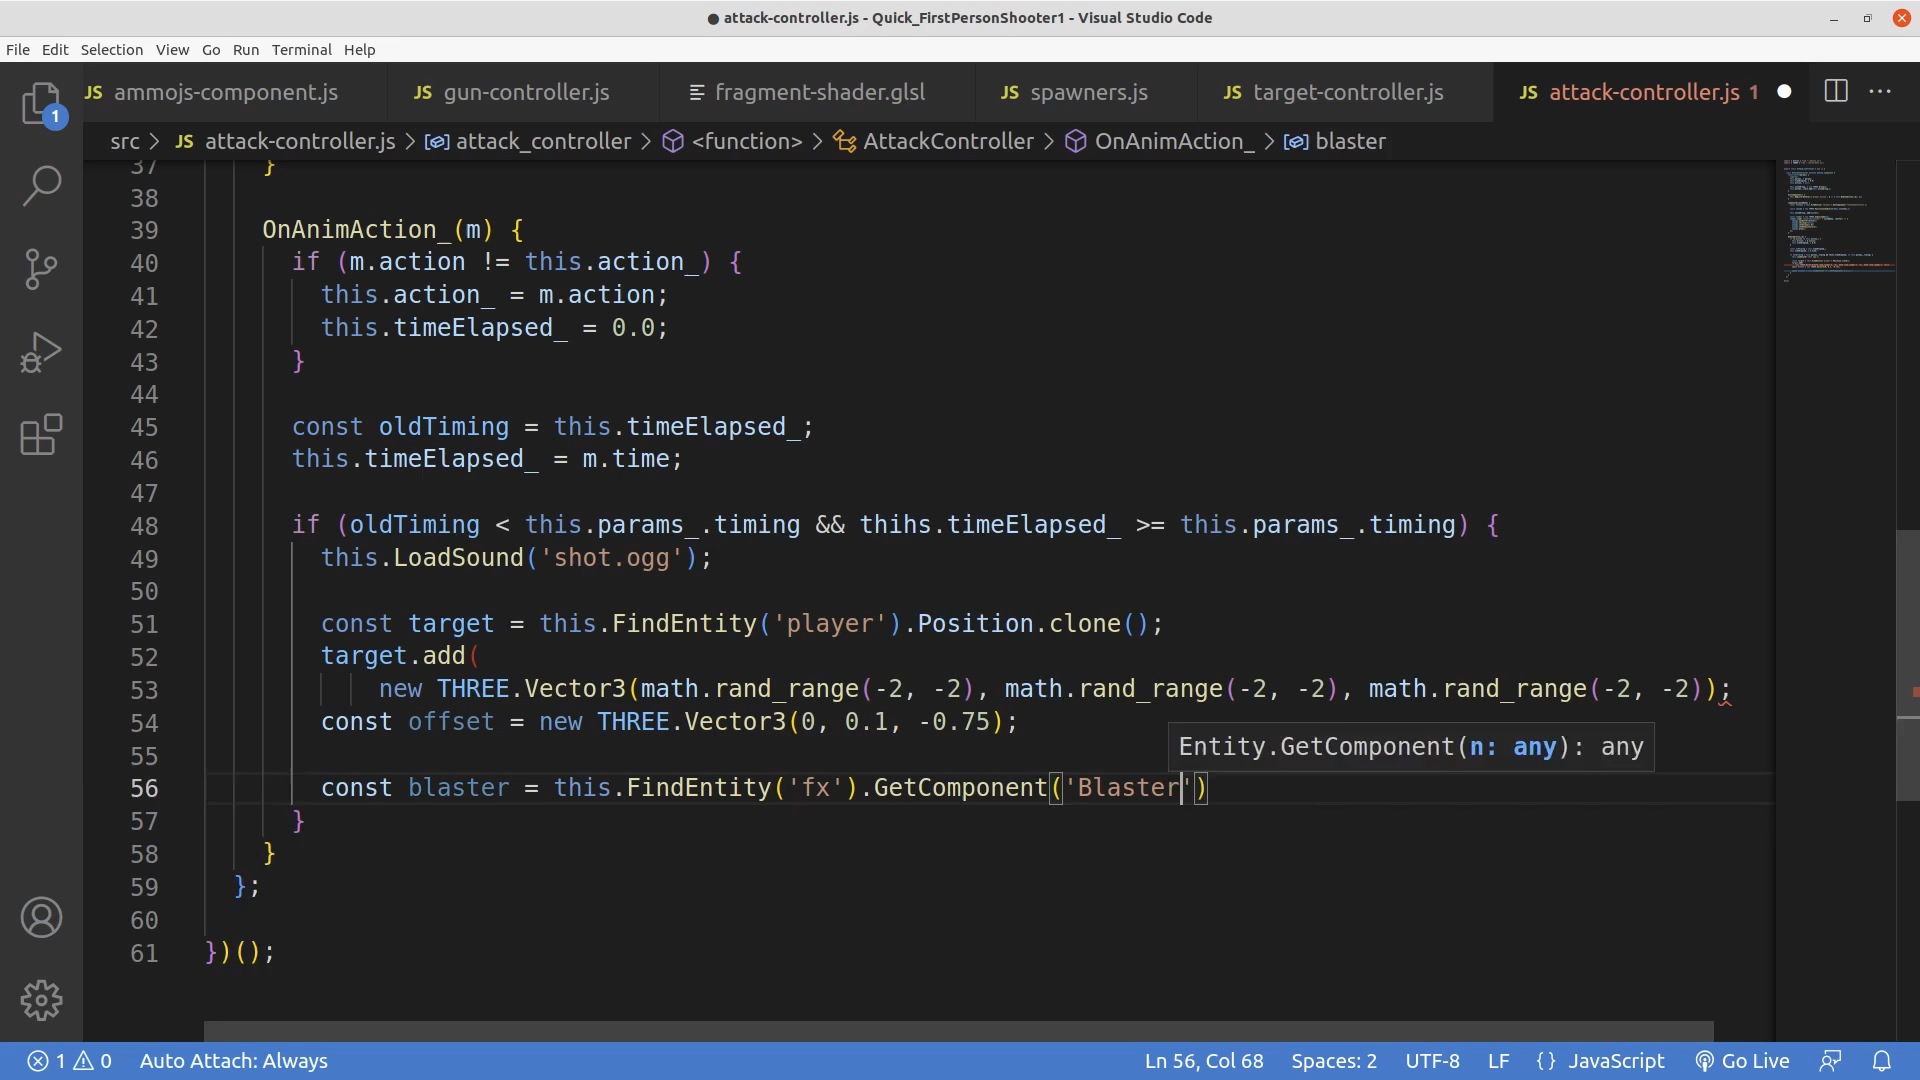 ● attack-controller.js - Quick_FirstPersonShooter1 - Visual Studio Code
File Edit Selection View Go Run Terminal Help
1
JS ammojs-component.js JS gun-controller.js fragment-shader.glsl JS spawners.js JS target-controller.js JS attack-controller.js 1
src > JS attack-controller.js > attack_controller > <function> > AttackController > OnAnimAction_ > blaster
37 }
38
39 OnAnimAction_(m) {
40 if (m.action != this.action_) {
41 this.action_ = m.action;
42 this.timeElapsed_ = 0.0;
43 }
44
45 const oldTiming = this.timeElapsed_;
46 this.timeElapsed_ = m.time;
47
48 if (oldTiming < this.params_.timing && thihs.timeElapsed_ >= this.params_.timing) {
49 this.LoadSound('shot.ogg');
50
51 const target = this.FindEntity('player').Position.clone();
52 target.add(
53 new THREE.Vector3(math.rand_range(-2, -2), math.rand_range(-2, -2), math.rand_range(-2, -2));
54 const offset = new THREE.Vector3(0, 0.1, -0.75);
55
Entity.GetComponent(n: any): any
56 const blaster = this.FindEntity('fx').GetComponent('Blaster')
57 }
58 }
59 };
60
61 })();
1 0 Auto Attach: Always Ln 56, Col 68 Spaces: 2 UTF-8 LF {} JavaScript Go Live